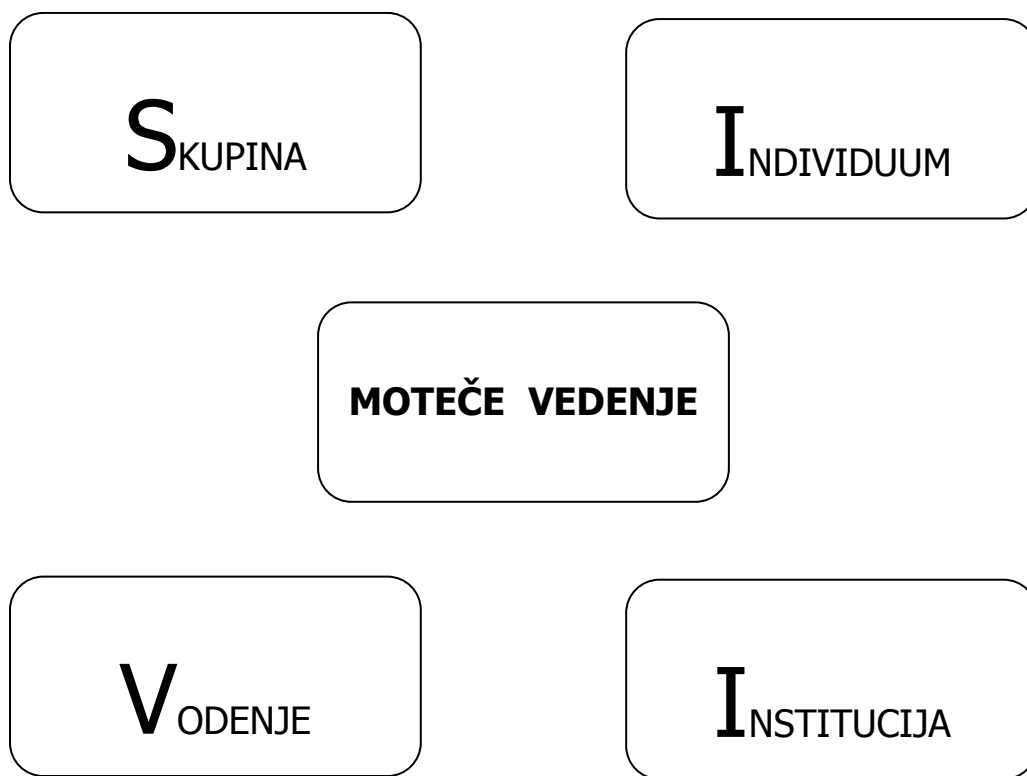 SKUPINA
INDIVIDUUM
MOTEČE VEDENJE
VODENJE
INSTITUCIJA